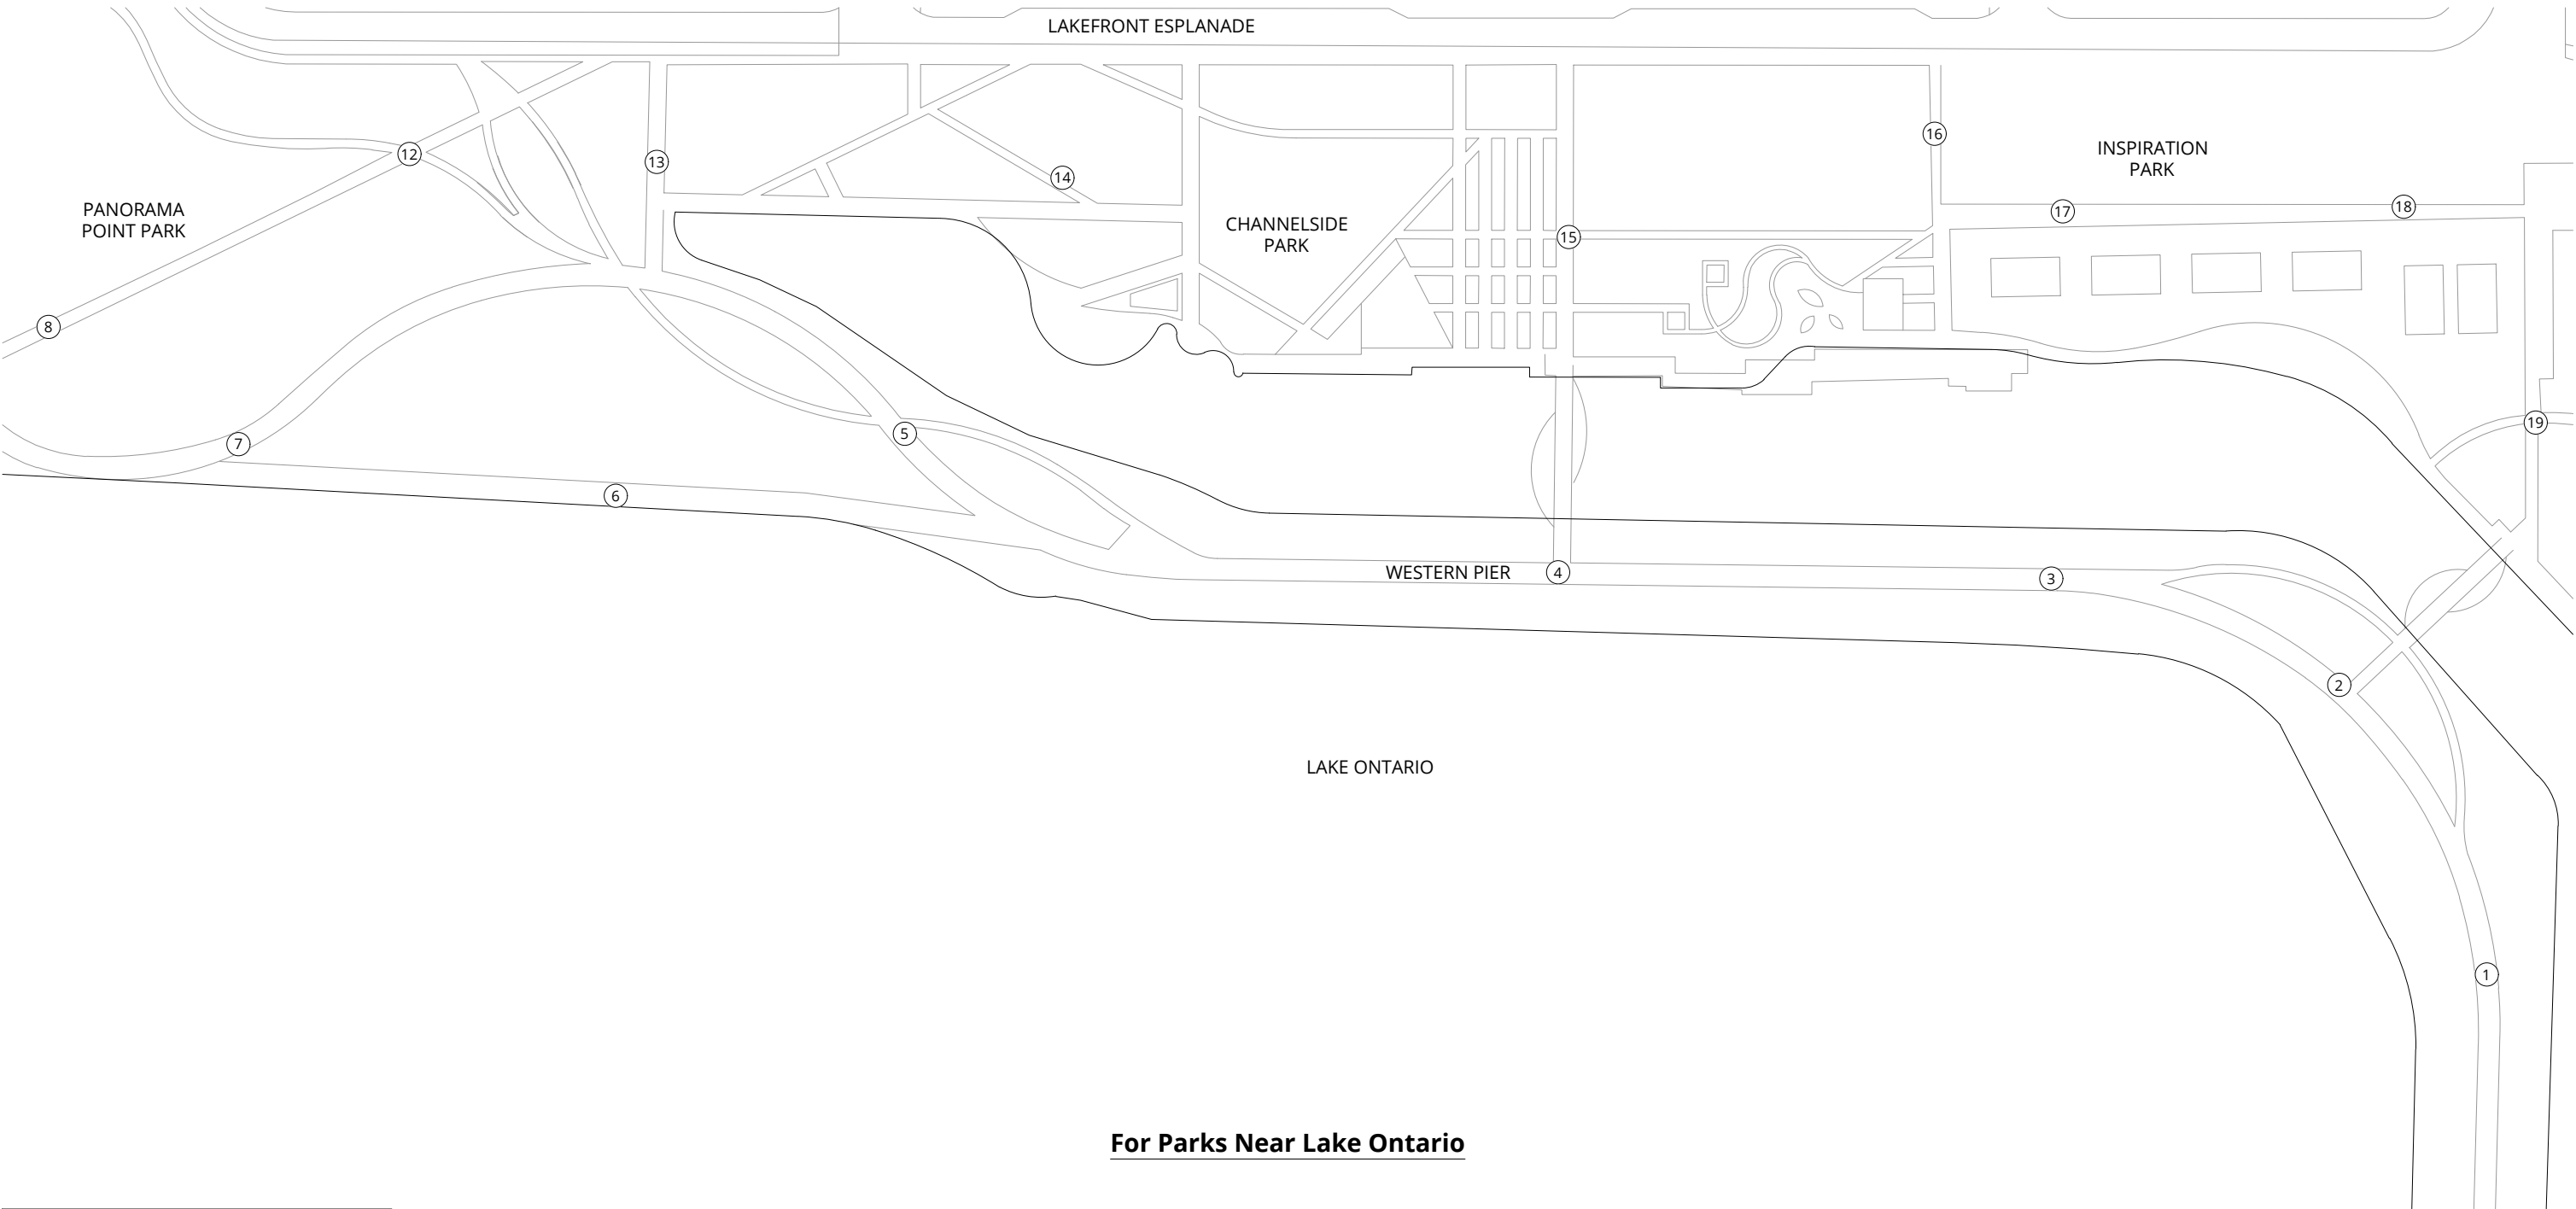 LAKEFRONT ESPLANADE
16
12
INSPIRATION
PARK
13
14
18
PANORAMA
POINT PARK
17
CHANNELSIDE
PARK
15
8
19
5
7
6
WESTERN PIER
4
3
2
LAKE ONTARIO
1
For Parks Near Lake Ontario